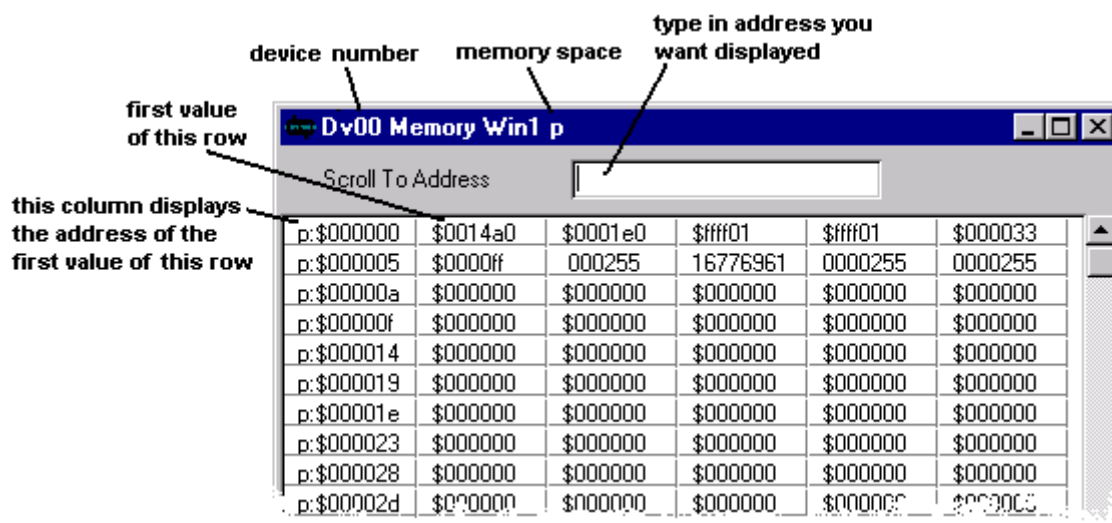 type in address you
want displayed
device number
memory space
first value
of this row
Dv00 Memory Win1 p
Scroll To Address
this column displays
the address of the
first value of this row
p:$000000 $0014a0 $0001e0 $ffff01 $ffff01 $000033
p:$000005 $0000ff 000255 16776961 0000255 0000255
p:$00000a $000000 $000000 $000000 $000000 $000000
p:$00000f $000000 $000000 $000000 $000000 $000000
p:$000014 $000000 $000000 $000000 $000000 $000000
p:$000019 $000000 $000000 $000000 $000000 $000000
p:$00001e $000000 $000000 $000000 $000000 $000000
p:$000023 $000000 $000000 $000000 $000000 $000000
p:$000028 $000000 $000000 $000000 $000000 $000000
p:$00002d $000000 $000000 $000000 $000000